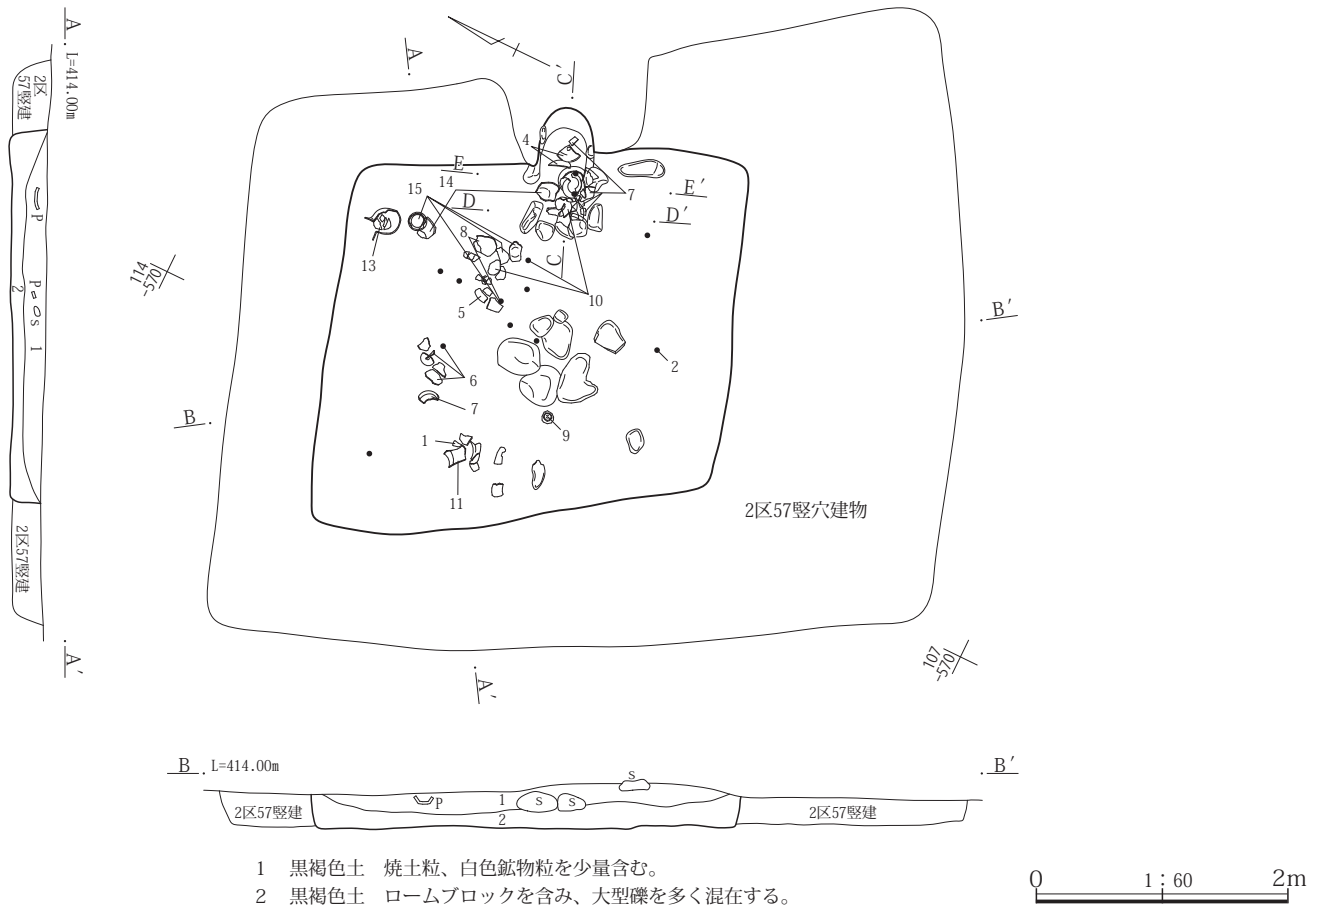 A
L=414.00m
2区
57竪建
P
P
S
2
1
2区57竪建
A′
A
C′
4
E
15
14
D
7
E′
D′
8
13
C
114
-570
10
5
B′
2
6
7
B
1
9
11
2区57竪穴建物
107
-570
A′
B
L=414.00m
B′
S
P
1
S
S
2区57竪建
2
2区57竪建
1 黒褐色土 焼土粒、白色鉱物粒を少量含む。
2 黒褐色土 ロームブロックを含み、大型礫を多く混在する。
0
1：60
2m